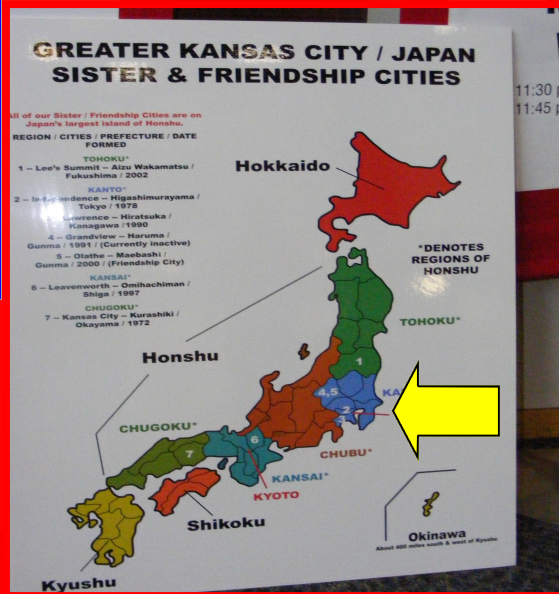 GREATER KANSAS CITY / JAPAN
SISTER & FRIENDSHIP CITIES
All of our Sister / Friendship Cities are on
Japan's largest island of Honshu.
REGION / CITIES / PREFECTURE / DATE
FORMED
TOHOKU*
1 -- Lee's Summit -- Aizu Wakamatsu /
Fukushima / 2002
KANTO*
2 -- Independence -- Higashimurayama /
Tokyo / 1978
Lawrence -- Hiratsuka /
Kanagawa /1990
4 -- Grandview -- Haruma /
Gunma / 1991 / (Currently inactive)
5 -- Olathe -- Maebashi /
Gunma / 2000 / (Friendship City)
KANSAI*
6 -- Leavenworth -- Omihachiman /
Shiga / 1997
CHUGOKU*
7 -- Kansas City -- Kurashiki /
Okayama / 1972
11:30
11:45
Hokkaido
*DENOTES
REGIONS OF
HONSHU
TOHOKU*
Honshu
1
4,5
KA
2
3
CHUGOKU*
6
7
CHUBU*
KANSAI*
KYOTO
Shikoku
Okinawa
About 400 miles south & west of Kyushu
Kyushu